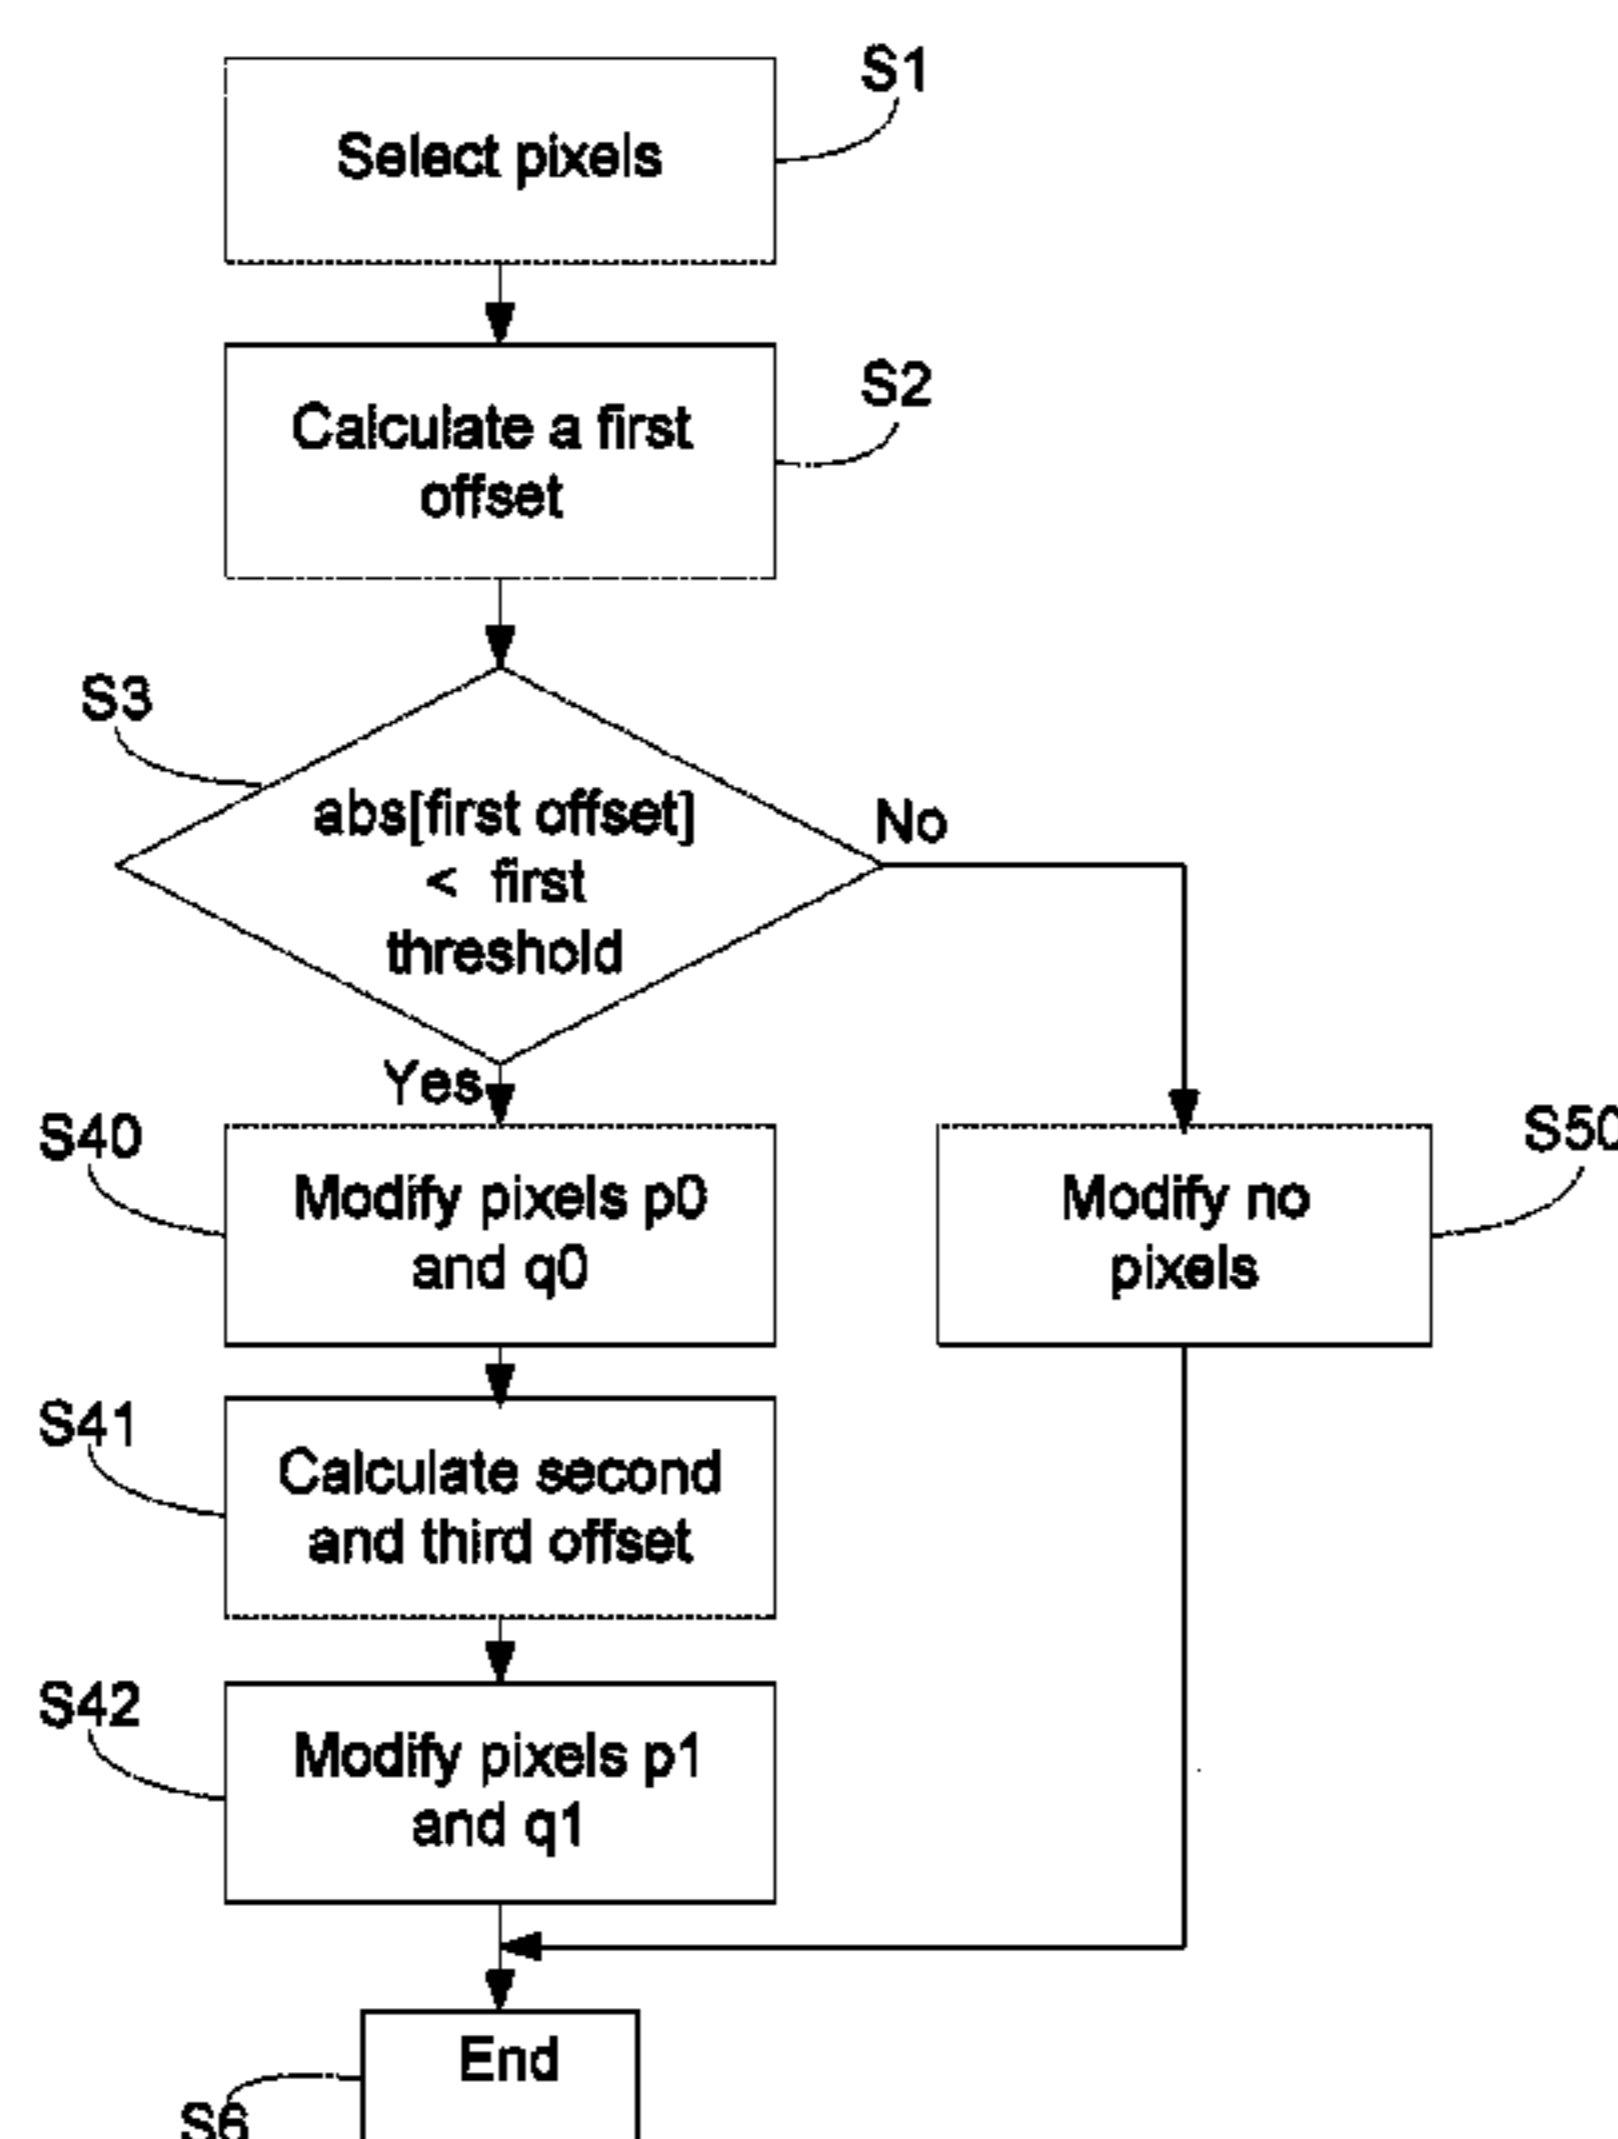 S1
Select pixels
S2
Calculate a first
offset
S3
abs[first offset]
< first
threshold
No
Yes
S40
Modify pixels p0
and q0
S50
Modify no
pixels
S41
Calculate second
and third offset
S42
Modify pixels p1
and q1
End
S6